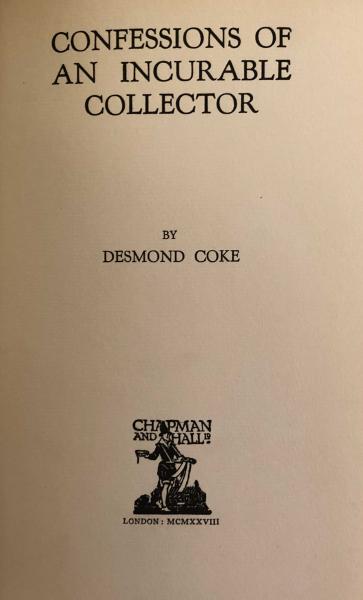 CONFESSIONS OF
AN INCURABLE
COLLECTOR
BY
DESMOND COKE
CHAPMAN
AND HALL LD
LONDON: MCMXXVIII